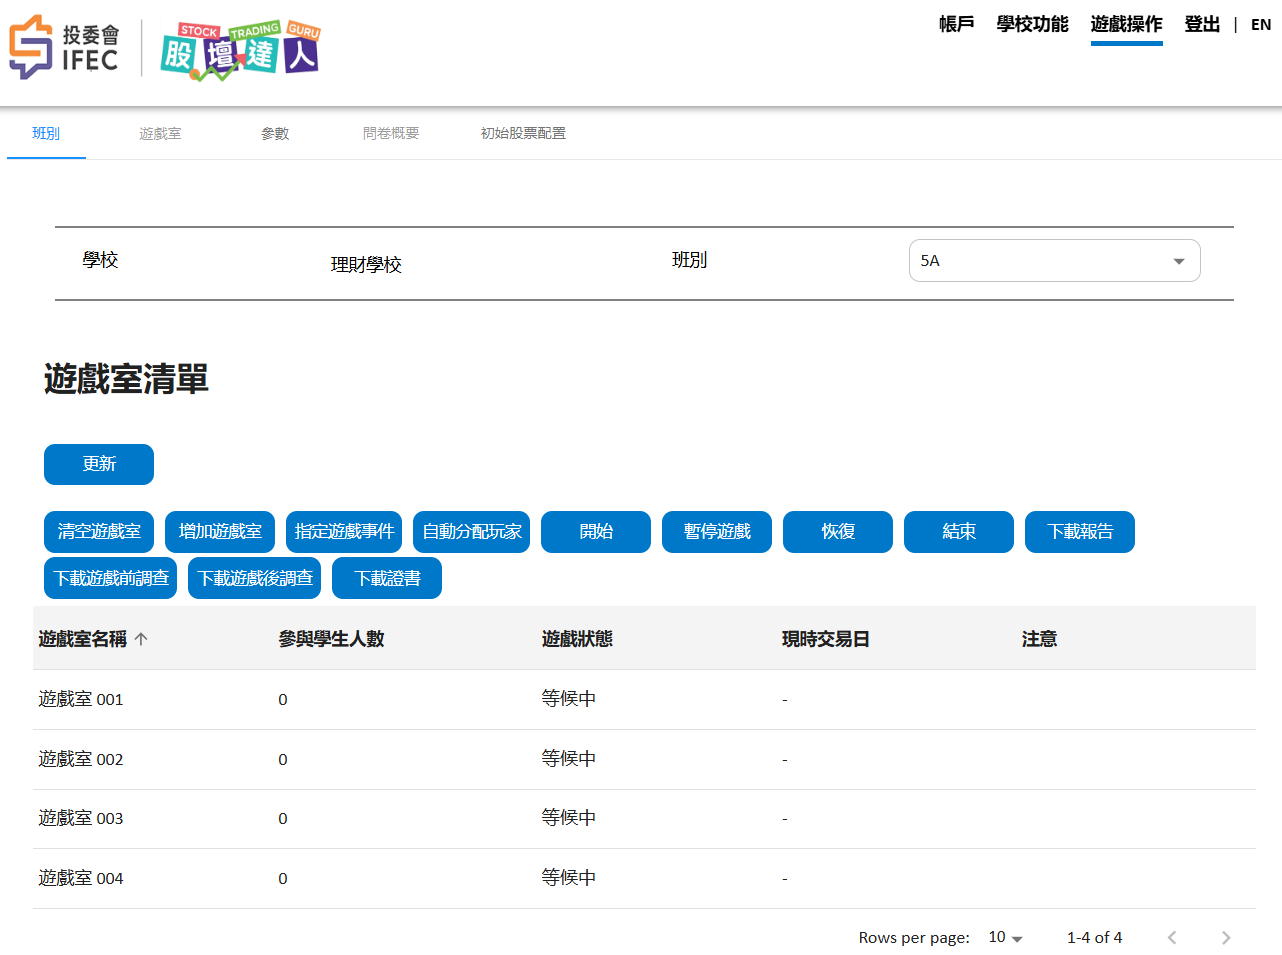 投委會
IFEC
STOCK TRADING GURU
股壇達人
帳戶 學校功能 遊戲操作 登出 | EN
班別 遊戲室 參數 問卷概要 初始股票配置
學校 理財學校 班別 5A
遊戲室清單
更新
清空遊戲室 增加遊戲室 指定遊戲事件 自動分配玩家 開始 暫停遊戲 恢復 結束 下載報告
下載遊戲前調查 下載遊戲後調查 下載證書
遊戲室名稱 ↑ 參與學生人數 遊戲狀態 現時交易日 注意
遊戲室 001 0 等候中 -
遊戲室 002 0 等候中 -
遊戲室 003 0 等候中 -
遊戲室 004 0 等候中 -
Rows per page: 10 1-4 of 4